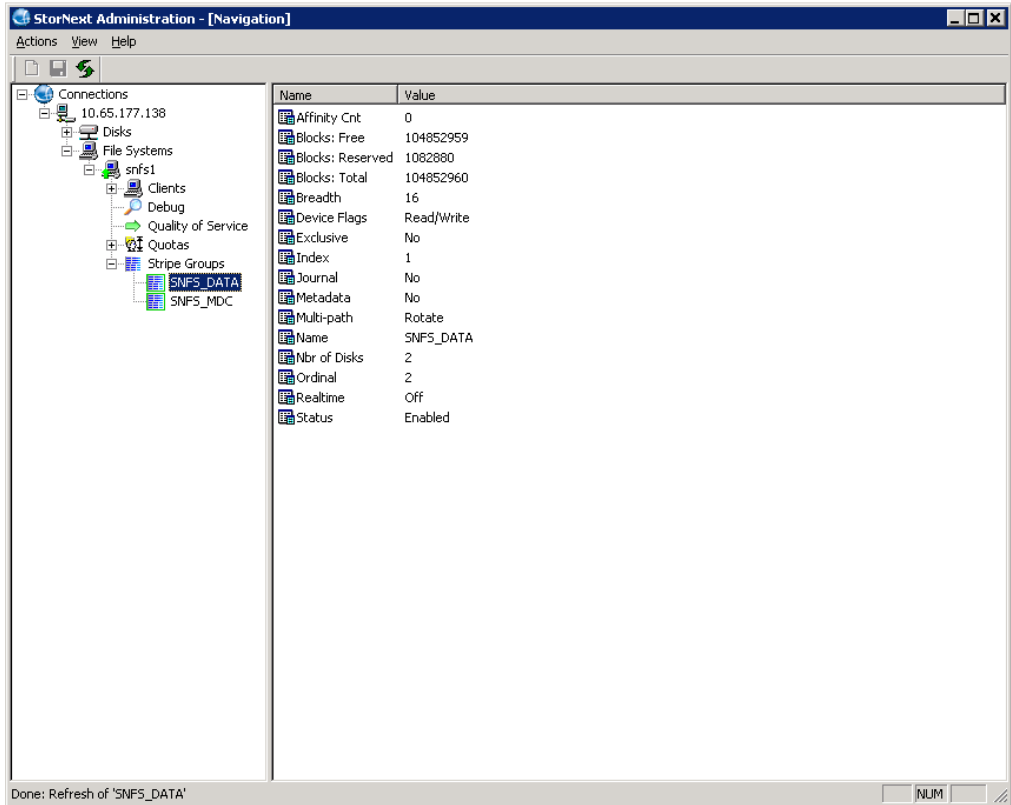 StorNext Administration - [Navigation]
Actions View Help
Connections
10.65.177.138
Disks
File Systems
snfs1
Clients
Debug
Quality of Service
Quotas
Stripe Groups
SNFS_DATA
SNFS_MDC
Name Value
Affinity Cnt 0
Blocks: Free 104852959
Blocks: Reserved 1082880
Blocks: Total 104852960
Breadth 16
Device Flags Read/Write
Exclusive No
Index 1
Journal No
Metadata No
Multi-path Rotate
Name SNFS_DATA
Nbr of Disks 2
Ordinal 2
Realtime Off
Status Enabled
Done: Refresh of 'SNFS_DATA' NUM